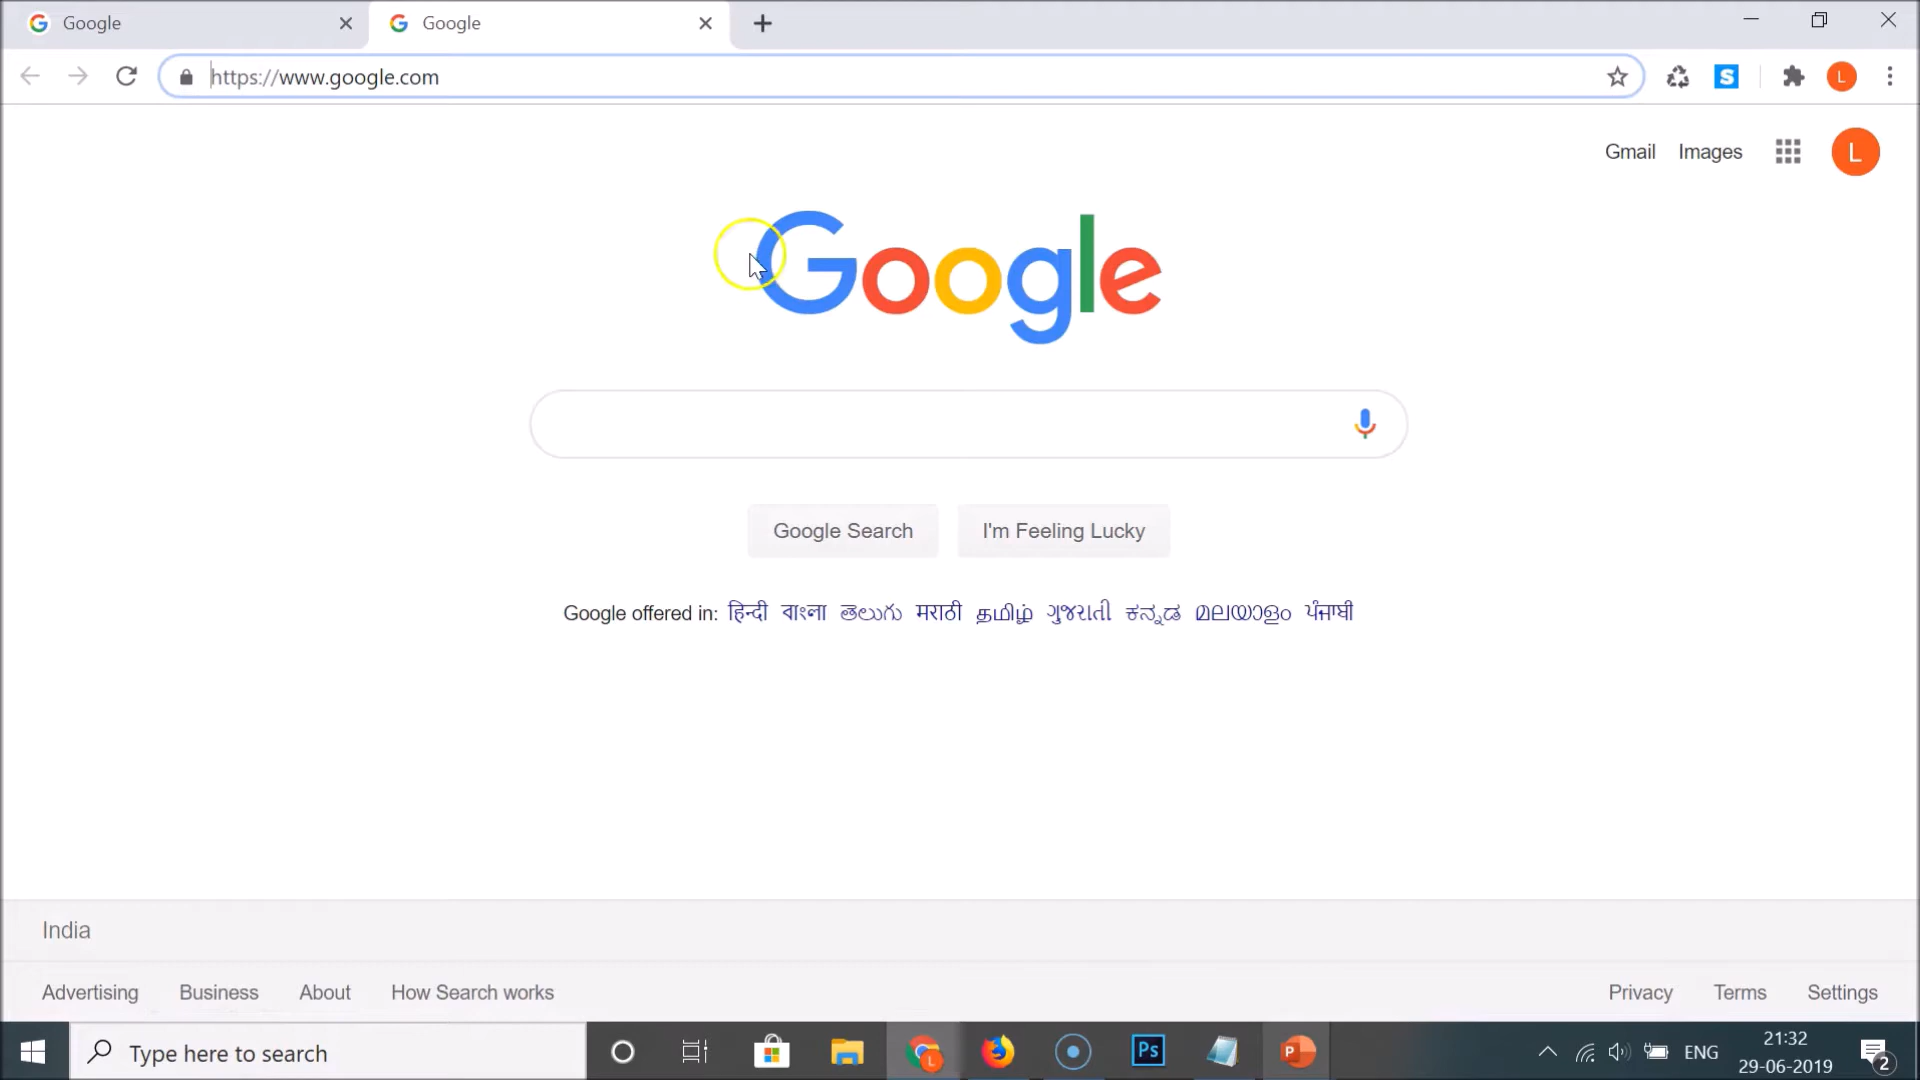 Google
Google
https://www.google.com
L
Gmail Images L
Google
Google Search I'm Feeling Lucky
Google offered in: हिन्दी বাংলা తెలుగు मराठी தமிழ் ગુજરાતી ಕನ್ನಡ മലയാളം ਪੰਜਾਬੀ
India
Advertising Business About How Search works Privacy Terms Settings
Type here to search
Ps
ENG
21:32
29-06-2019
2